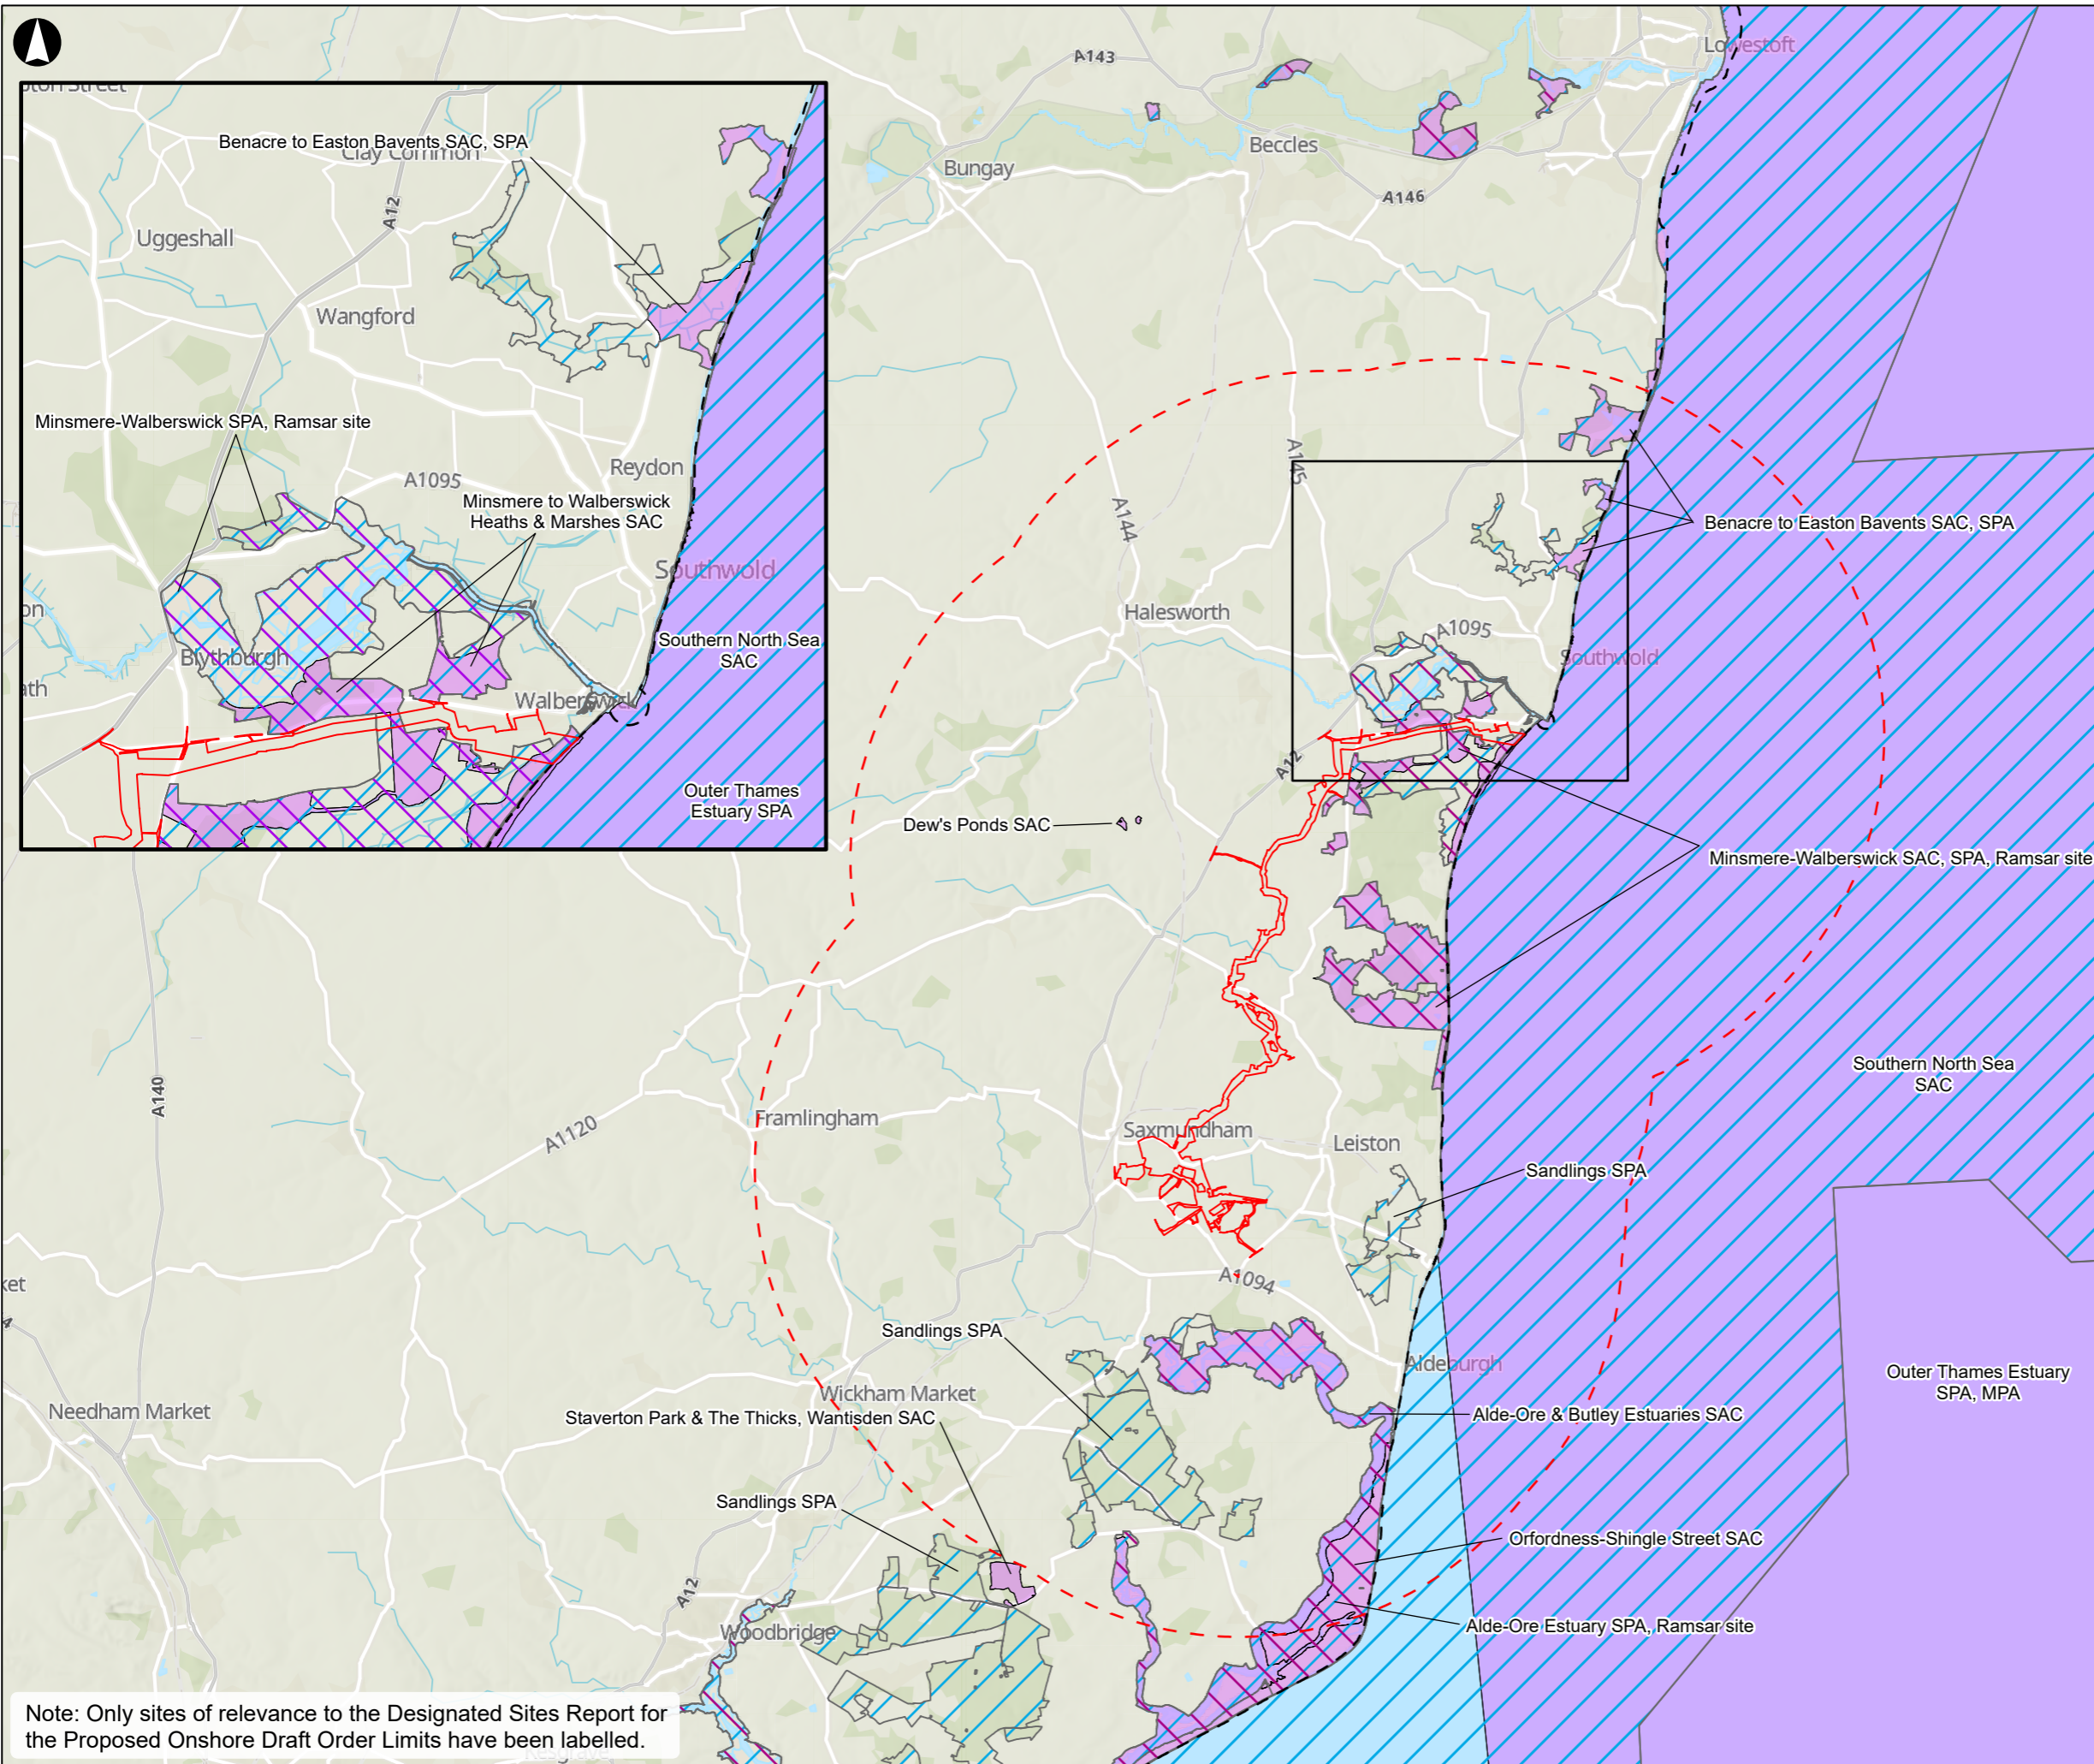 Lowestoft
A143
Beccles
Bungay
A146
Clay Common
Benacre to Easton Bavents SAC, SPA
A12
Uggeshall
Wangford
Minsmere-Walberswick SPA, Ramsar site
Reydon
A1095
Minsmere to Walberswick
Heaths & Marshes SAC
Southwold
Southern North Sea
SAC
Blythburgh
Walberswick
Outer Thames
Estuary SPA
A145
A144
Benacre to Easton Bavents SAC, SPA
Halesworth
A1095
Southwold
A12
Dew's Ponds SAC
Minsmere-Walberswick SAC, SPA, Ramsar site
Southern North Sea
SAC
A140
A1120
Framlingham
Saxmundham
Leiston
Sandlings SPA
A1094
Sandlings SPA
Aldeburgh
Outer Thames Estuary
SPA, MPA
Wickham Market
Needham Market
Staverton Park & The Thicks, Wantisden SAC
Alde-Ore & Butley Estuaries SAC
Sandlings SPA
Orfordness-Shingle Street SAC
A12
Woodbridge
Alde-Ore Estuary SPA, Ramsar site
Note: Only sites of relevance to the Designated Sites Report for
the Proposed Onshore Draft Order Limits have been labelled.